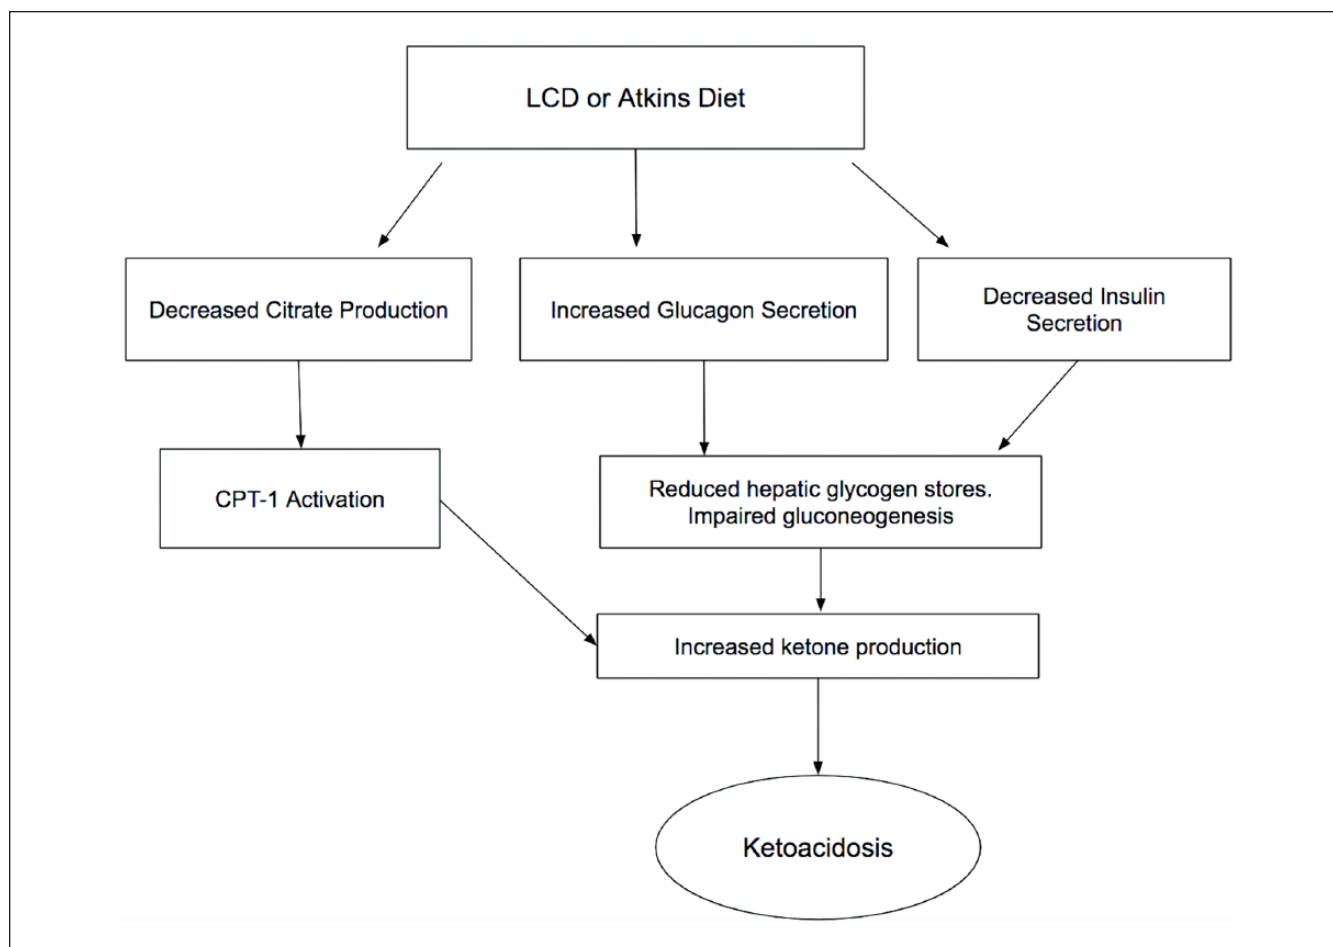 LCD or Atkins Diet
Decreased Citrate Production
Increased Glucagon Secretion
Decreased Insulin
Secretion
CPT-1 Activation
Reduced hepatic glycogen stores.
Impaired gluconeogenesis
Increased ketone production
Ketoacidosis